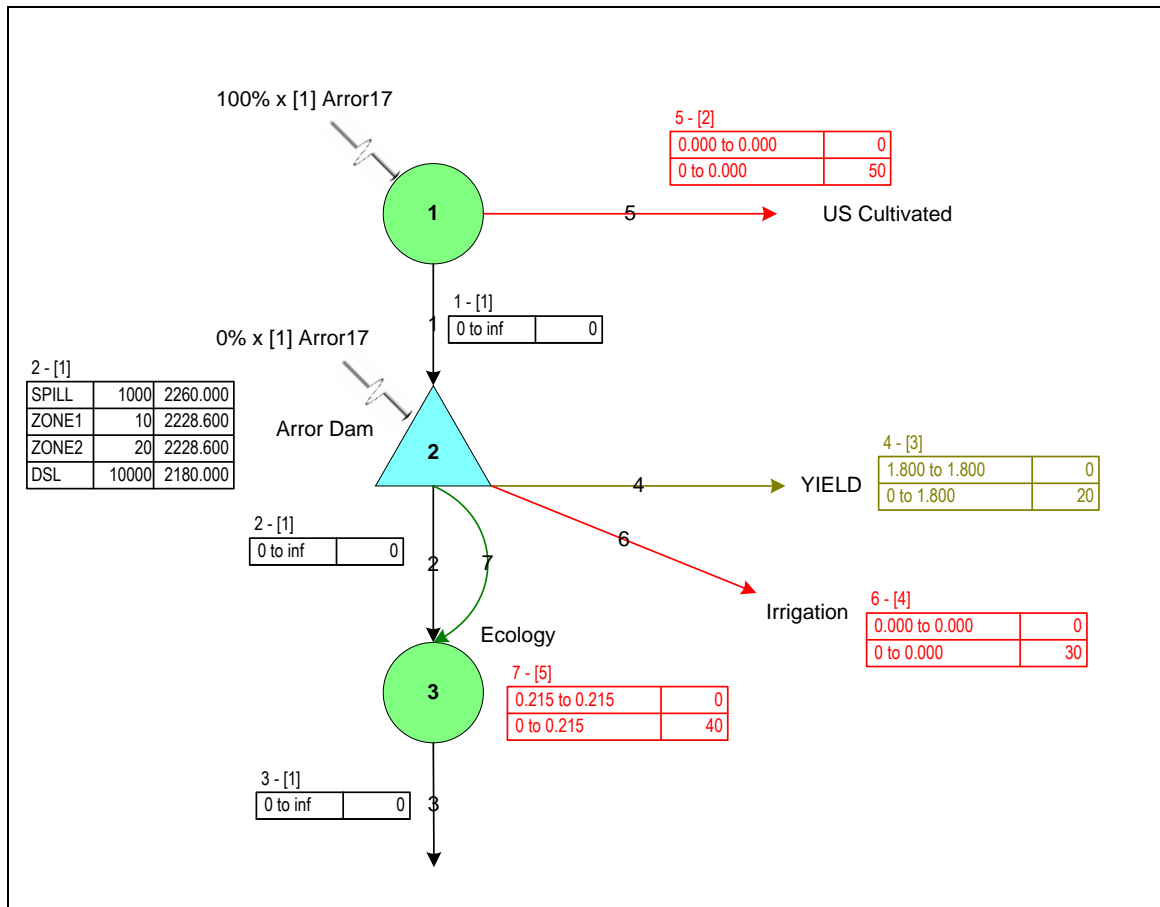 100% x [1] Arror17
5 - [2]
0.000 to 0.000 0
0 to 0.000 50
1
5
US Cultivated
1 - [1]
0 to inf 0
1
0% x [1] Arror17
2 - [1]
SPILL 1000 2260.000
ZONE1 10 2228.600
ZONE2 20 2228.600
DSL 10000 2180.000
Arror Dam
2
4 - [3]
1.800 to 1.800 0
0 to 1.800 20
4
YIELD
2 - [1]
0 to inf 0
2
7
6
Irrigation
6 - [4]
0.000 to 0.000 0
0 to 0.000 30
Ecology
3
7 - [5]
0.215 to 0.215 0
0 to 0.215 40
3 - [1]
0 to inf 0
3